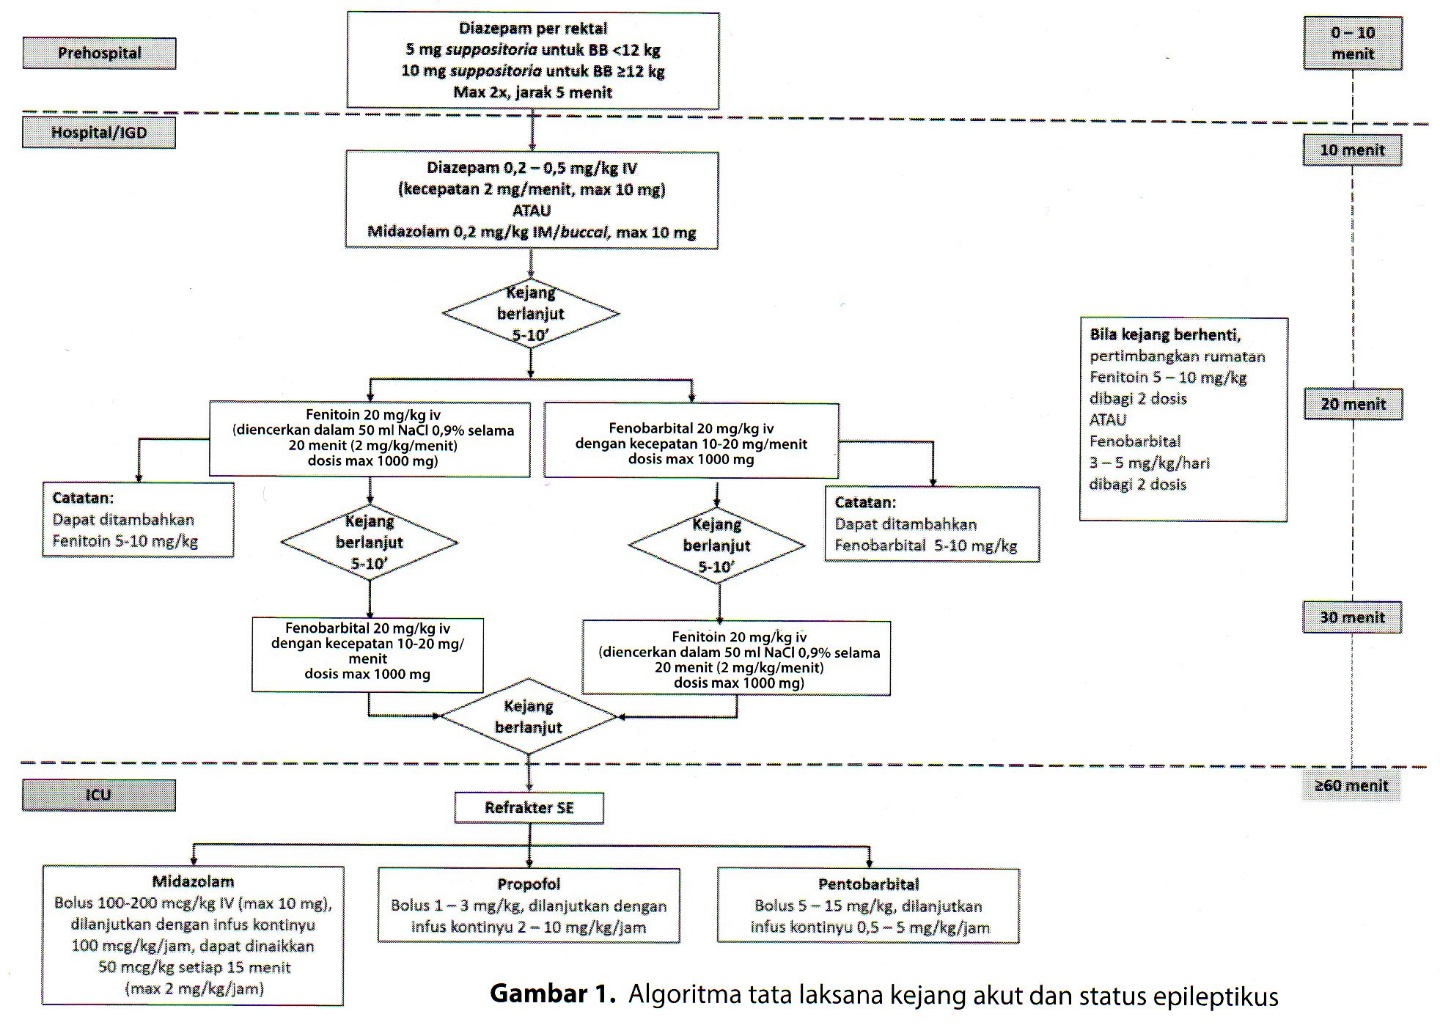 Prehospital
Diazepam per rektal
5 mg suppositoria untuk BB <12 kg
10 mg suppositoria untuk BB ≥12 kg
Max 2x, jarak 5 menit
0 – 10
menit
Hospital/IGD
10 menit
Diazepam 0,2 – 0,5 mg/kg IV
(kecepatan 2 mg/menit, max 10 mg)
ATAU
Midazolam 0,2 mg/kg IM/buccal, max 10 mg
Kejang
berlanjut
5-10’
Bila kejang berhenti,
pertimbangkan rumatan
Fenitoin 5 – 10 mg/kg
dibagi 2 dosis
ATAU
Fenobarbital
3 – 5 mg/kg/hari
dibagi 2 dosis
20 menit
Fenitoin 20 mg/kg iv
(diencerkan dalam 50 ml NaCl 0,9% selama
20 menit (2 mg/kg/menit)
dosis max 1000 mg)
Fenobarbital 20 mg/kg iv
dengan kecepatan 10-20 mg/menit
dosis max 1000 mg
Catatan:
Dapat ditambahkan
Fenitoin 5-10 mg/kg
Kejang
berlanjut
5-10’
Kejang
berlanjut
5-10’
Catatan:
Dapat ditambahkan
Fenobarbital 5-10 mg/kg
30 menit
Fenobarbital 20 mg/kg iv
dengan kecepatan 10-20 mg/
menit
dosis max 1000 mg
Fenitoin 20 mg/kg iv
(diencerkan dalam 50 ml NaCl 0,9% selama
20 menit (2 mg/kg/menit)
dosis max 1000 mg)
Kejang
berlanjut
ICU
≥60 menit
Refrakter SE
Midazolam
Bolus 100-200 mcg/kg IV (max 10 mg),
dilanjutkan dengan infus kontinyu
100 mcg/kg/jam, dapat dinaikkan
50 mcg/kg setiap 15 menit
(max 2 mg/kg/jam)
Propofol
Bolus 1 – 3 mg/kg, dilanjutkan dengan
infus kontinyu 2 – 10 mg/kg/jam
Pentobarbital
Bolus 5 – 15 mg/kg, dilanjutkan
infus kontinyu 0,5 – 5 mg/kg/jam
Gambar 1. Algoritma tata laksana kejang akut dan status epileptikus